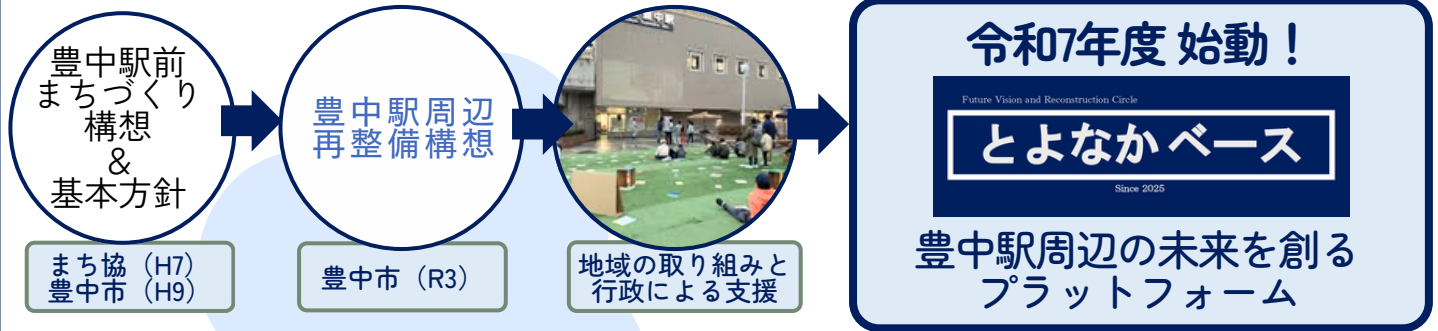 豊中駅前
まちづくり
構想
&
基本方針
まち協（H7）
豊中市（H9）
豊中駅周辺
再整備構想
豊中市（R3）
地域の取り組みと
行政による支援
令和7年度 始動！
Future Vision and Reconstruction Circle
とよなかベース
Since 2025
豊中駅周辺の未来を創る
プラットフォーム